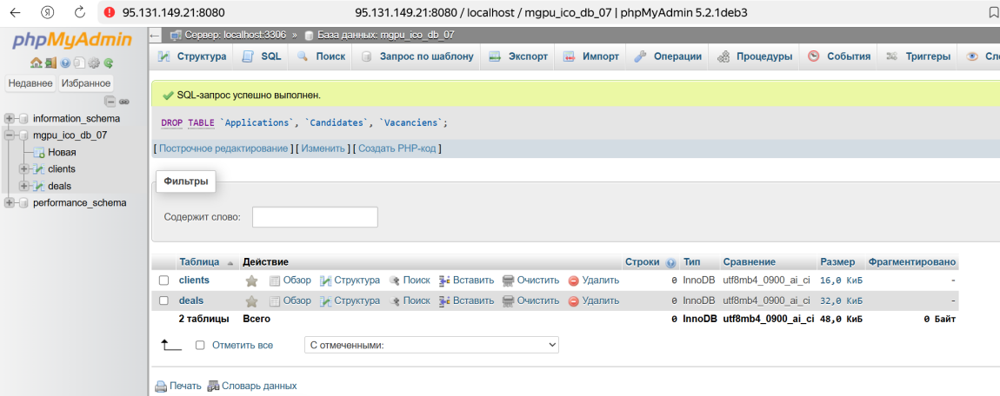 95.131.149.21:8080
95.131.149.21:8080 / localhost / mgpu_ico_db_07 | phpMyAdmin 5.2.1deb3
phpMyAdmin
Недавнее Избранное
information_schema
mgpu_ico_db_07
Новая
clients
deals
performance_schema
Сервер: localhost:3306 » База данных: mgpu_ico_db_07
Структура SQL Поиск Запрос по шаблону Экспорт Импорт Операции Процедуры События Триггеры Сле
SQL-запрос успешно выполнен.
DROP TABLE `Applications`, `Candidates`, `Vacanciens`;
[ Построчное редактирование ] [ Изменить ] [ Создать PHP-код ]
Фильтры
Содержит слово:
Таблица Действие Строки Тип Сравнение Размер Фрагментировано
clients Обзор Структура Поиск Вставить Очистить Удалить 0 InnoDB utf8mb4_0900_ai_ci 16,0 КиБ -
deals Обзор Структура Поиск Вставить Очистить Удалить 0 InnoDB utf8mb4_0900_ai_ci 32,0 КиБ -
2 таблицы Всего 0 InnoDB utf8mb4_0900_ai_ci 48,0 КиБ 0 Байт
Отметить все С отмеченными:
Печать Словарь данных